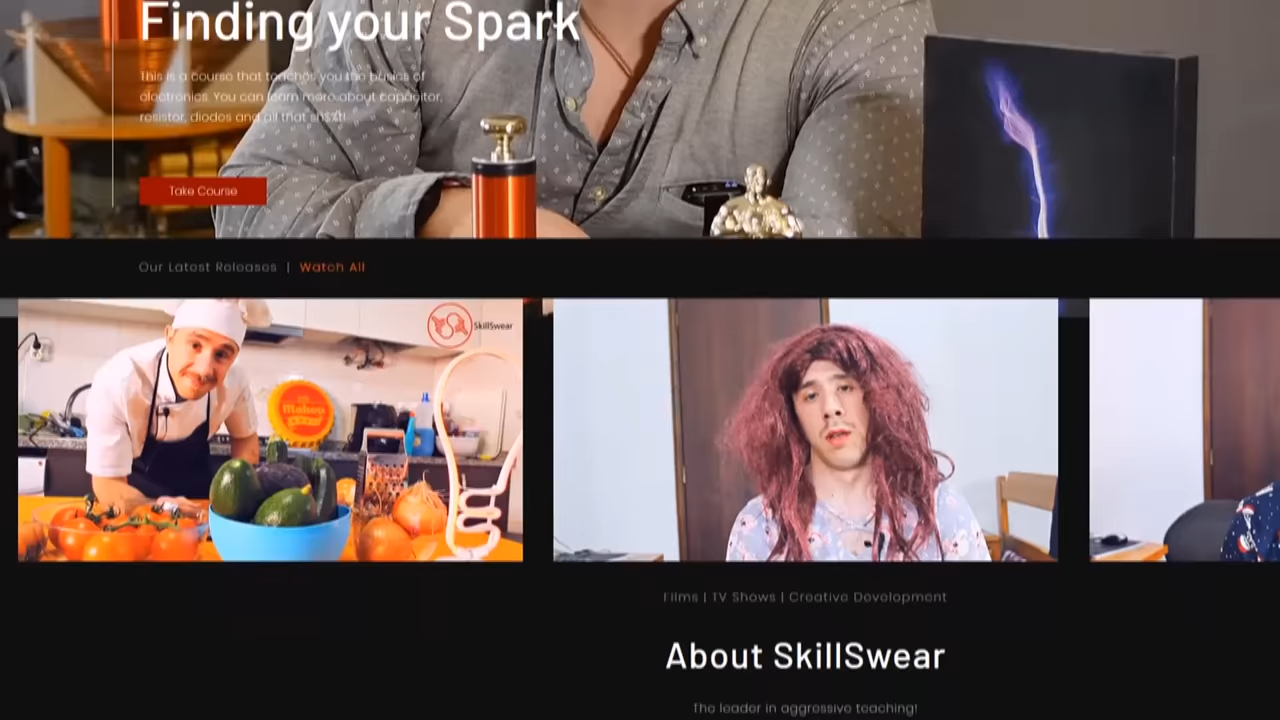 Finding your Spark
This is a course that teaches you the basics of
electronics. You can learn more about capacitor,
resistor, diodes and all that sh$%t!
Take Course
Our Latest Releases | Watch All
SkillSwear
Mahou
Films | TV Shows | Creative Development
About SkillSwear
The leader in aggressive teaching!